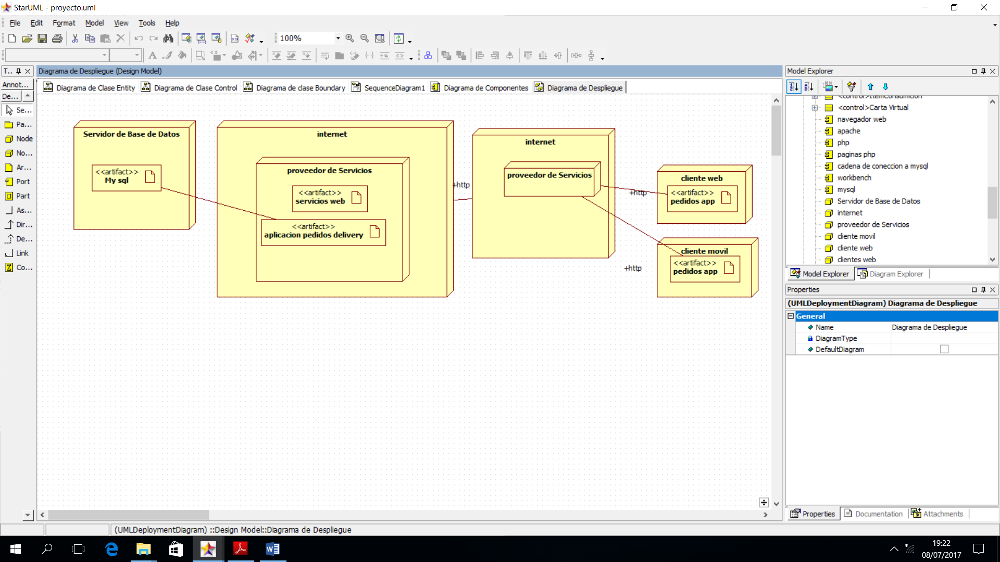 StarUML - proyecto.uml
File Edit Format Model View Tools Help
100%
T..
Annot...
De...
Se...
Pa...
Node
No...
Ar...
Port
Part
As...
Dir...
De...
Link
Co...
Diagrama de Despliegue (Design Model)
Diagrama de Clase Entity Diagrama de Clase Control Diagrama de clase Boundary SequenceDiagram1 Diagrama de Componentes Diagrama de Despliegue
Servidor de Base de Datos
<<artifact>>
My sql
internet
proveedor de Servicios
<<artifact>>
servicios web
<<artifact>>
aplicacion pedidos delivery
+http
internet
proveedor de Servicios
+http
+http
cliente web
<<artifact>>
pedidos app
cliente movil
<<artifact>>
pedidos app
Model Explorer
<control>ItemConsumicion
<control>Carta Virtual
navegador web
apache
php
paginas php
cadena de coneccion a mysql
workbench
mysql
Servidor de Base de Datos
internet
proveedor de Servicios
cliente movil
cliente web
clientes web
Model Explorer Diagram Explorer
Properties
(UMLDeploymentDiagram) Diagrama de Despliegue
General
Name Diagrama de Despliegue
DiagramType
DefaultDiagram
Properties Documentation Attachments
(UMLDeploymentDiagram) ::Design Model::Diagrama de Despliegue
19:22
08/07/2017